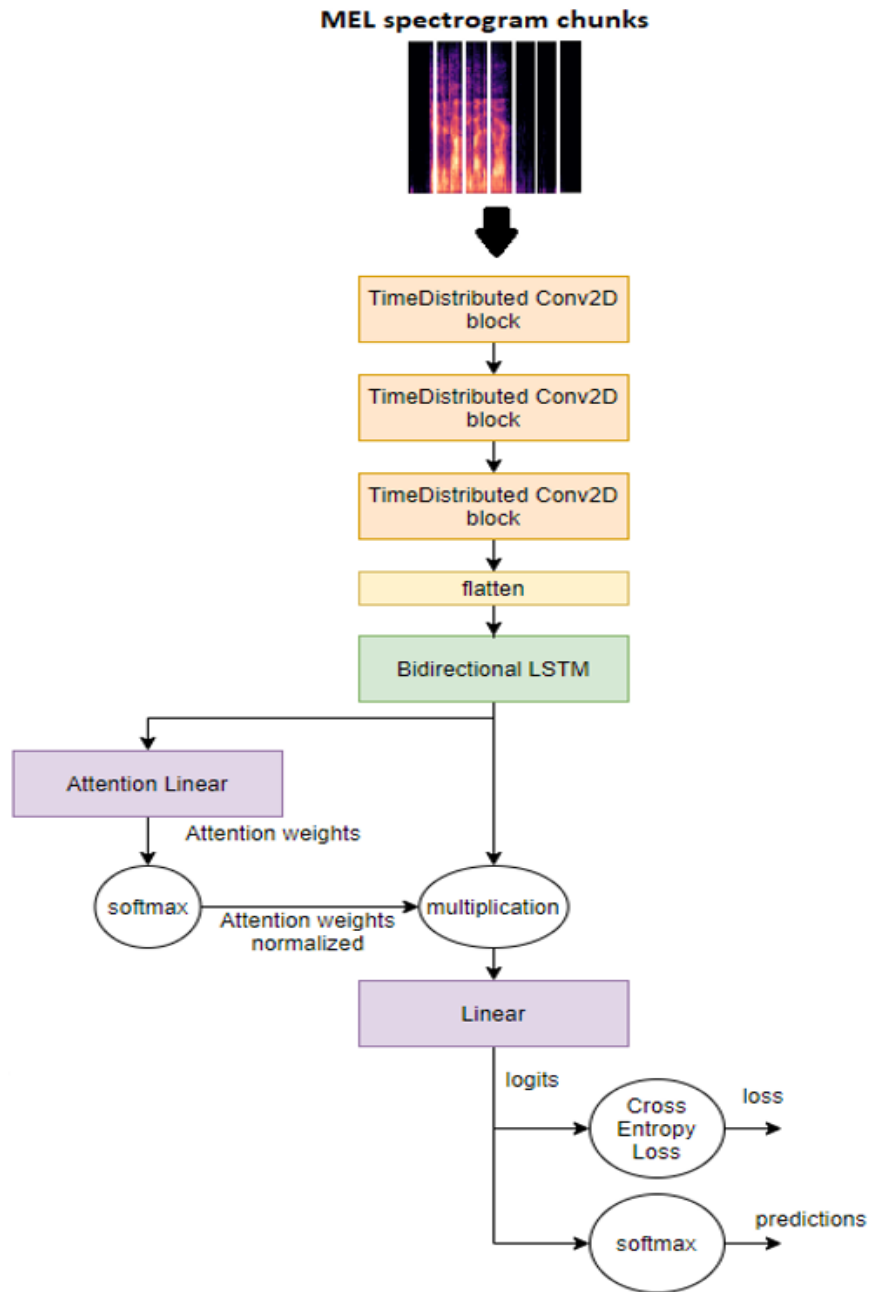 MEL spectrogram chunks
TimeDistributed Conv2D
block
TimeDistributed Conv2D
block
TimeDistributed Conv2D
block
flatten
Bidirectional LSTM
Attention Linear
Attention weights
softmax
Attention weights
normalized
multiplication
Linear
logits
Cross
Entropy
Loss
loss
softmax
predictions